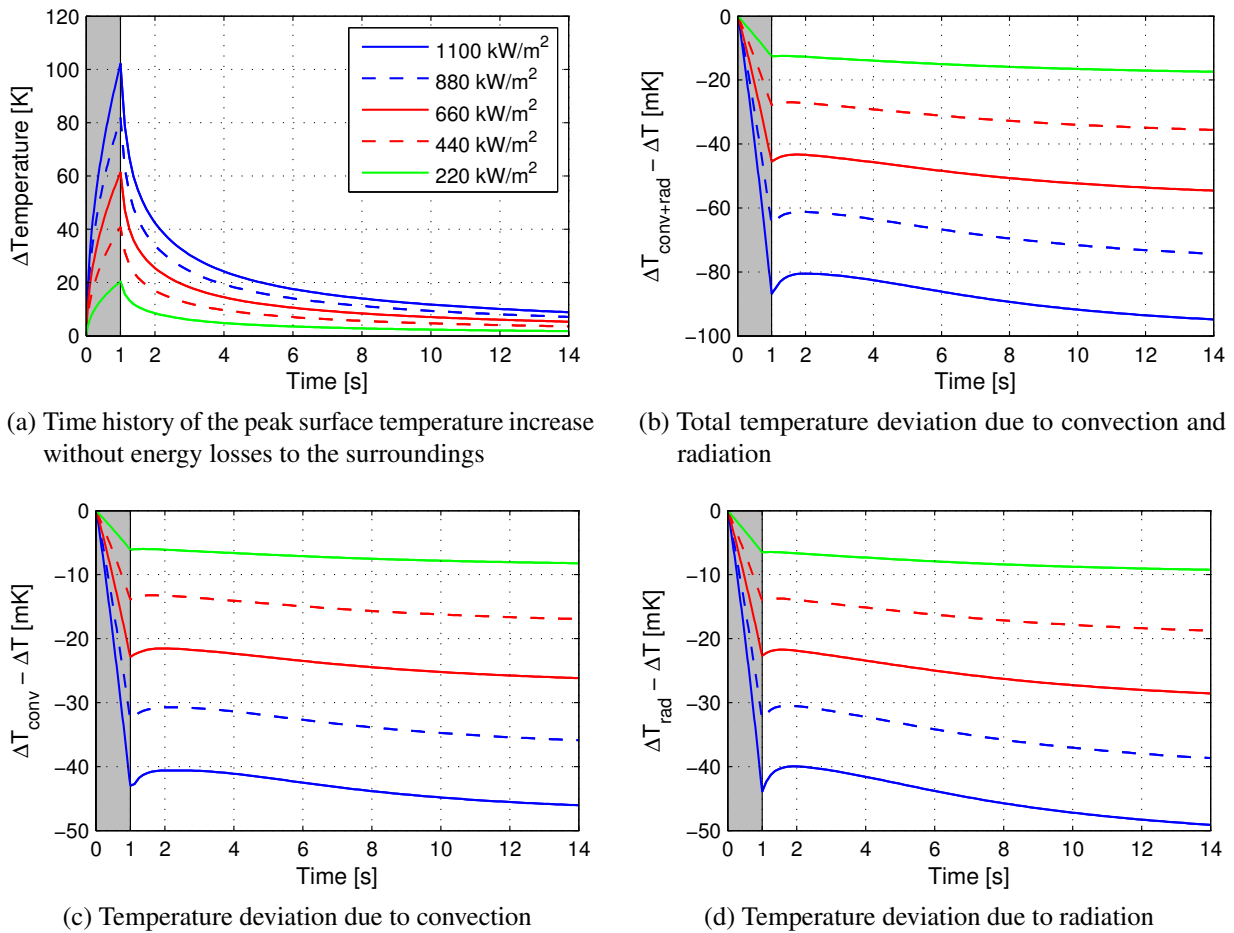 120
100
80
60
40
20
0
0 1 2 4 6 8 10 12 14
ΔTemperature [K]
Time [s]
1100 kW/m²
880 kW/m²
660 kW/m²
440 kW/m²
220 kW/m²
(a) Time history of the peak surface temperature increase
without energy losses to the surroundings
0
−20
−40
−60
−80
−100
0 1 2 4 6 8 10 12 14
ΔT_conv+rad − ΔT [mK]
Time [s]
(b) Total temperature deviation due to convection and
radiation
0
−10
−20
−30
−40
−50
0 1 2 4 6 8 10 12 14
ΔT_conv − ΔT [mK]
Time [s]
(c) Temperature deviation due to convection
0
−10
−20
−30
−40
−50
0 1 2 4 6 8 10 12 14
ΔT_rad − ΔT [mK]
Time [s]
(d) Temperature deviation due to radiation